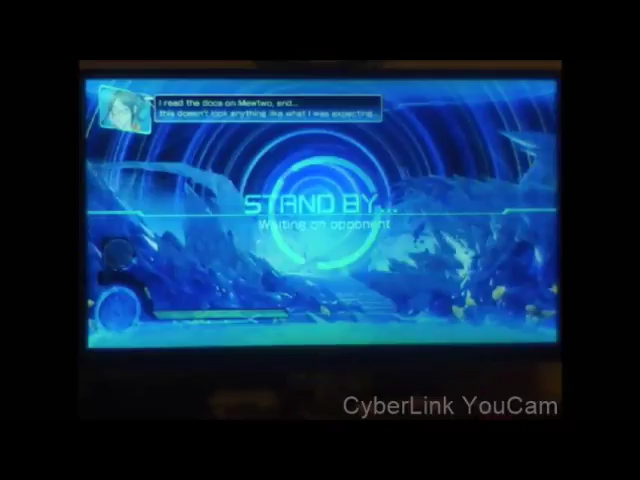 I read the docs on Mewtwo, and...
this doesn't look anything like what I was expecting.
STAND BY...
Waiting on opponent
CyberLink YouCam